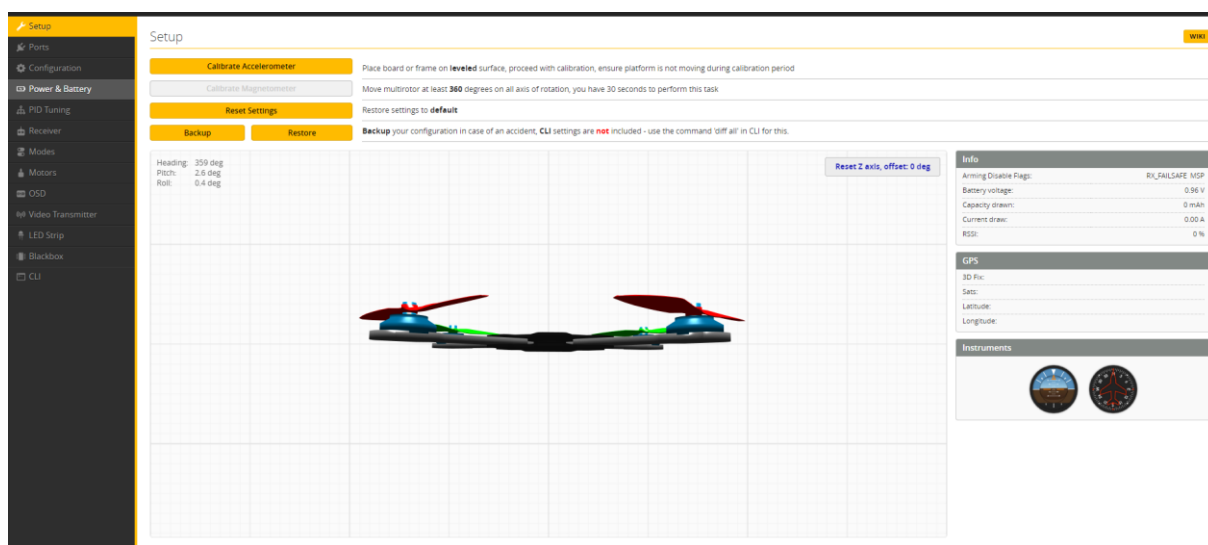 Setup
Ports
Configuration
Power & Battery
PID Tuning
Receiver
Modes
Motors
OSD
Video Transmitter
LED Strip
Blackbox
CLI
Setup
WIKI
Calibrate Accelerometer
Place board or frame on leveled surface, proceed with calibration, ensure platform is not moving during calibration period
Calibrate Magnetometer
Move multirotor at least 360 degrees on all axis of rotation, you have 30 seconds to perform this task
Reset Settings
Restore settings to default
Backup Restore
Backup your configuration in case of an accident, CLI settings are not included - use the command 'diff all' in CLI for this.
Heading: 359 deg
Pitch: 2.6 deg
Roll: 0.4 deg
Reset Z axis, offset: 0 deg
Info
Arming Disable Flags: RX_FAILSAFE MSP
Battery voltage: 0.96 V
Capacity drawn: 0 mAh
Current draw: 0.00 A
RSSI: 0 %
GPS
3D Fix:
Sats:
Latitude:
Longitude:
Instruments